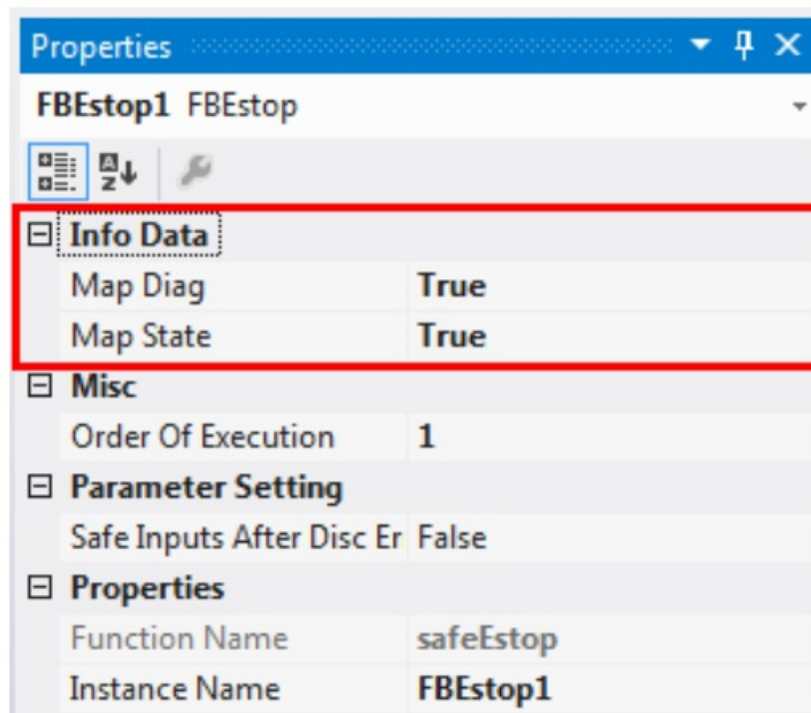 Properties
FBEstop1 FBEstop
Info Data
Map Diag True
Map State True
Misc
Order Of Execution 1
Parameter Setting
Safe Inputs After Disc Er False
Properties
Function Name safeEstop
Instance Name FBEstop1